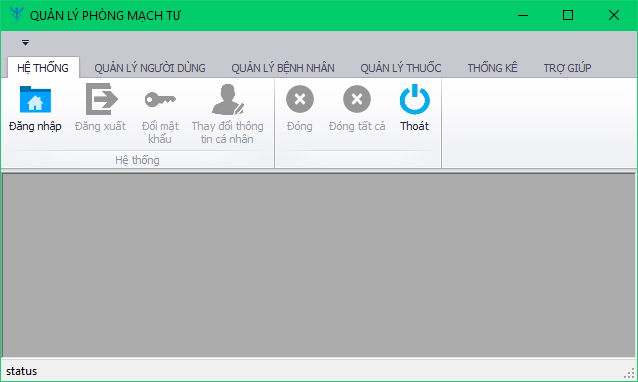 QUẢN LÝ PHÒNG MẠCH TƯ
HỆ THỐNG QUẢN LÝ NGƯỜI DÙNG QUẢN LÝ BỆNH NHÂN QUẢN LÝ THUỐC THỐNG KÊ TRỢ GIÚP
Đăng nhập Đăng xuất Đổi mật khẩu Thay đổi thông tin cá nhân Đóng Đóng tất cả Thoát
Hệ thống
status